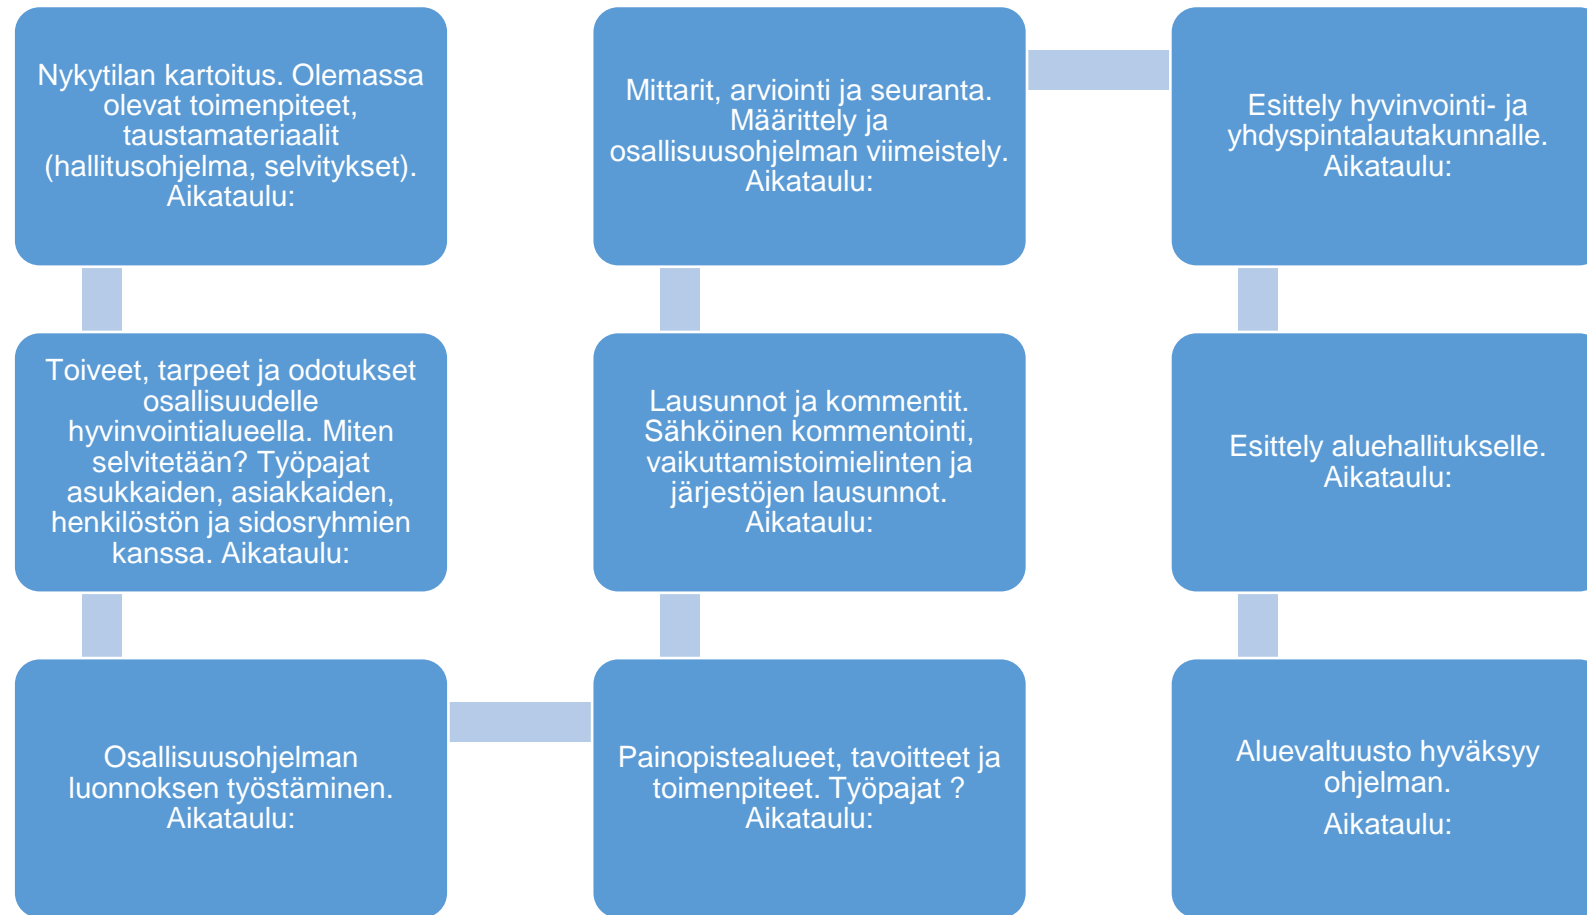 Nykytilan kartoitus. Olemassa
olevat toimenpiteet,
taustamateriaalit
(hallitusohjelma, selvitykset).
Aikataulu:
Toiveet, tarpeet ja odotukset
osallisuudelle
hyvinvointialueella. Miten
selvitetään? Työpajat
asukkaiden, asiakkaiden,
henkilöstön ja sidosryhmien
kanssa. Aikataulu:
Osallisuusohjelman
luonnoksen työstäminen.
Aikataulu:
Painopistealueet, tavoitteet ja
toimenpiteet. Työpajat ?
Aikataulu:
Lausunnot ja kommentit.
Sähköinen kommentointi,
vaikuttamistoimielinten ja
järjestöjen lausunnot.
Aikataulu:
Mittarit, arviointi ja seuranta.
Määrittely ja
osallisuusohjelman viimeistely.
Aikataulu:
Esittely hyvinvointi- ja
yhdyspintalautakunnalle.
Aikataulu:
Esittely aluehallitukselle.
Aikataulu:
Aluevaltuusto hyväksyy
ohjelman.
Aikataulu: